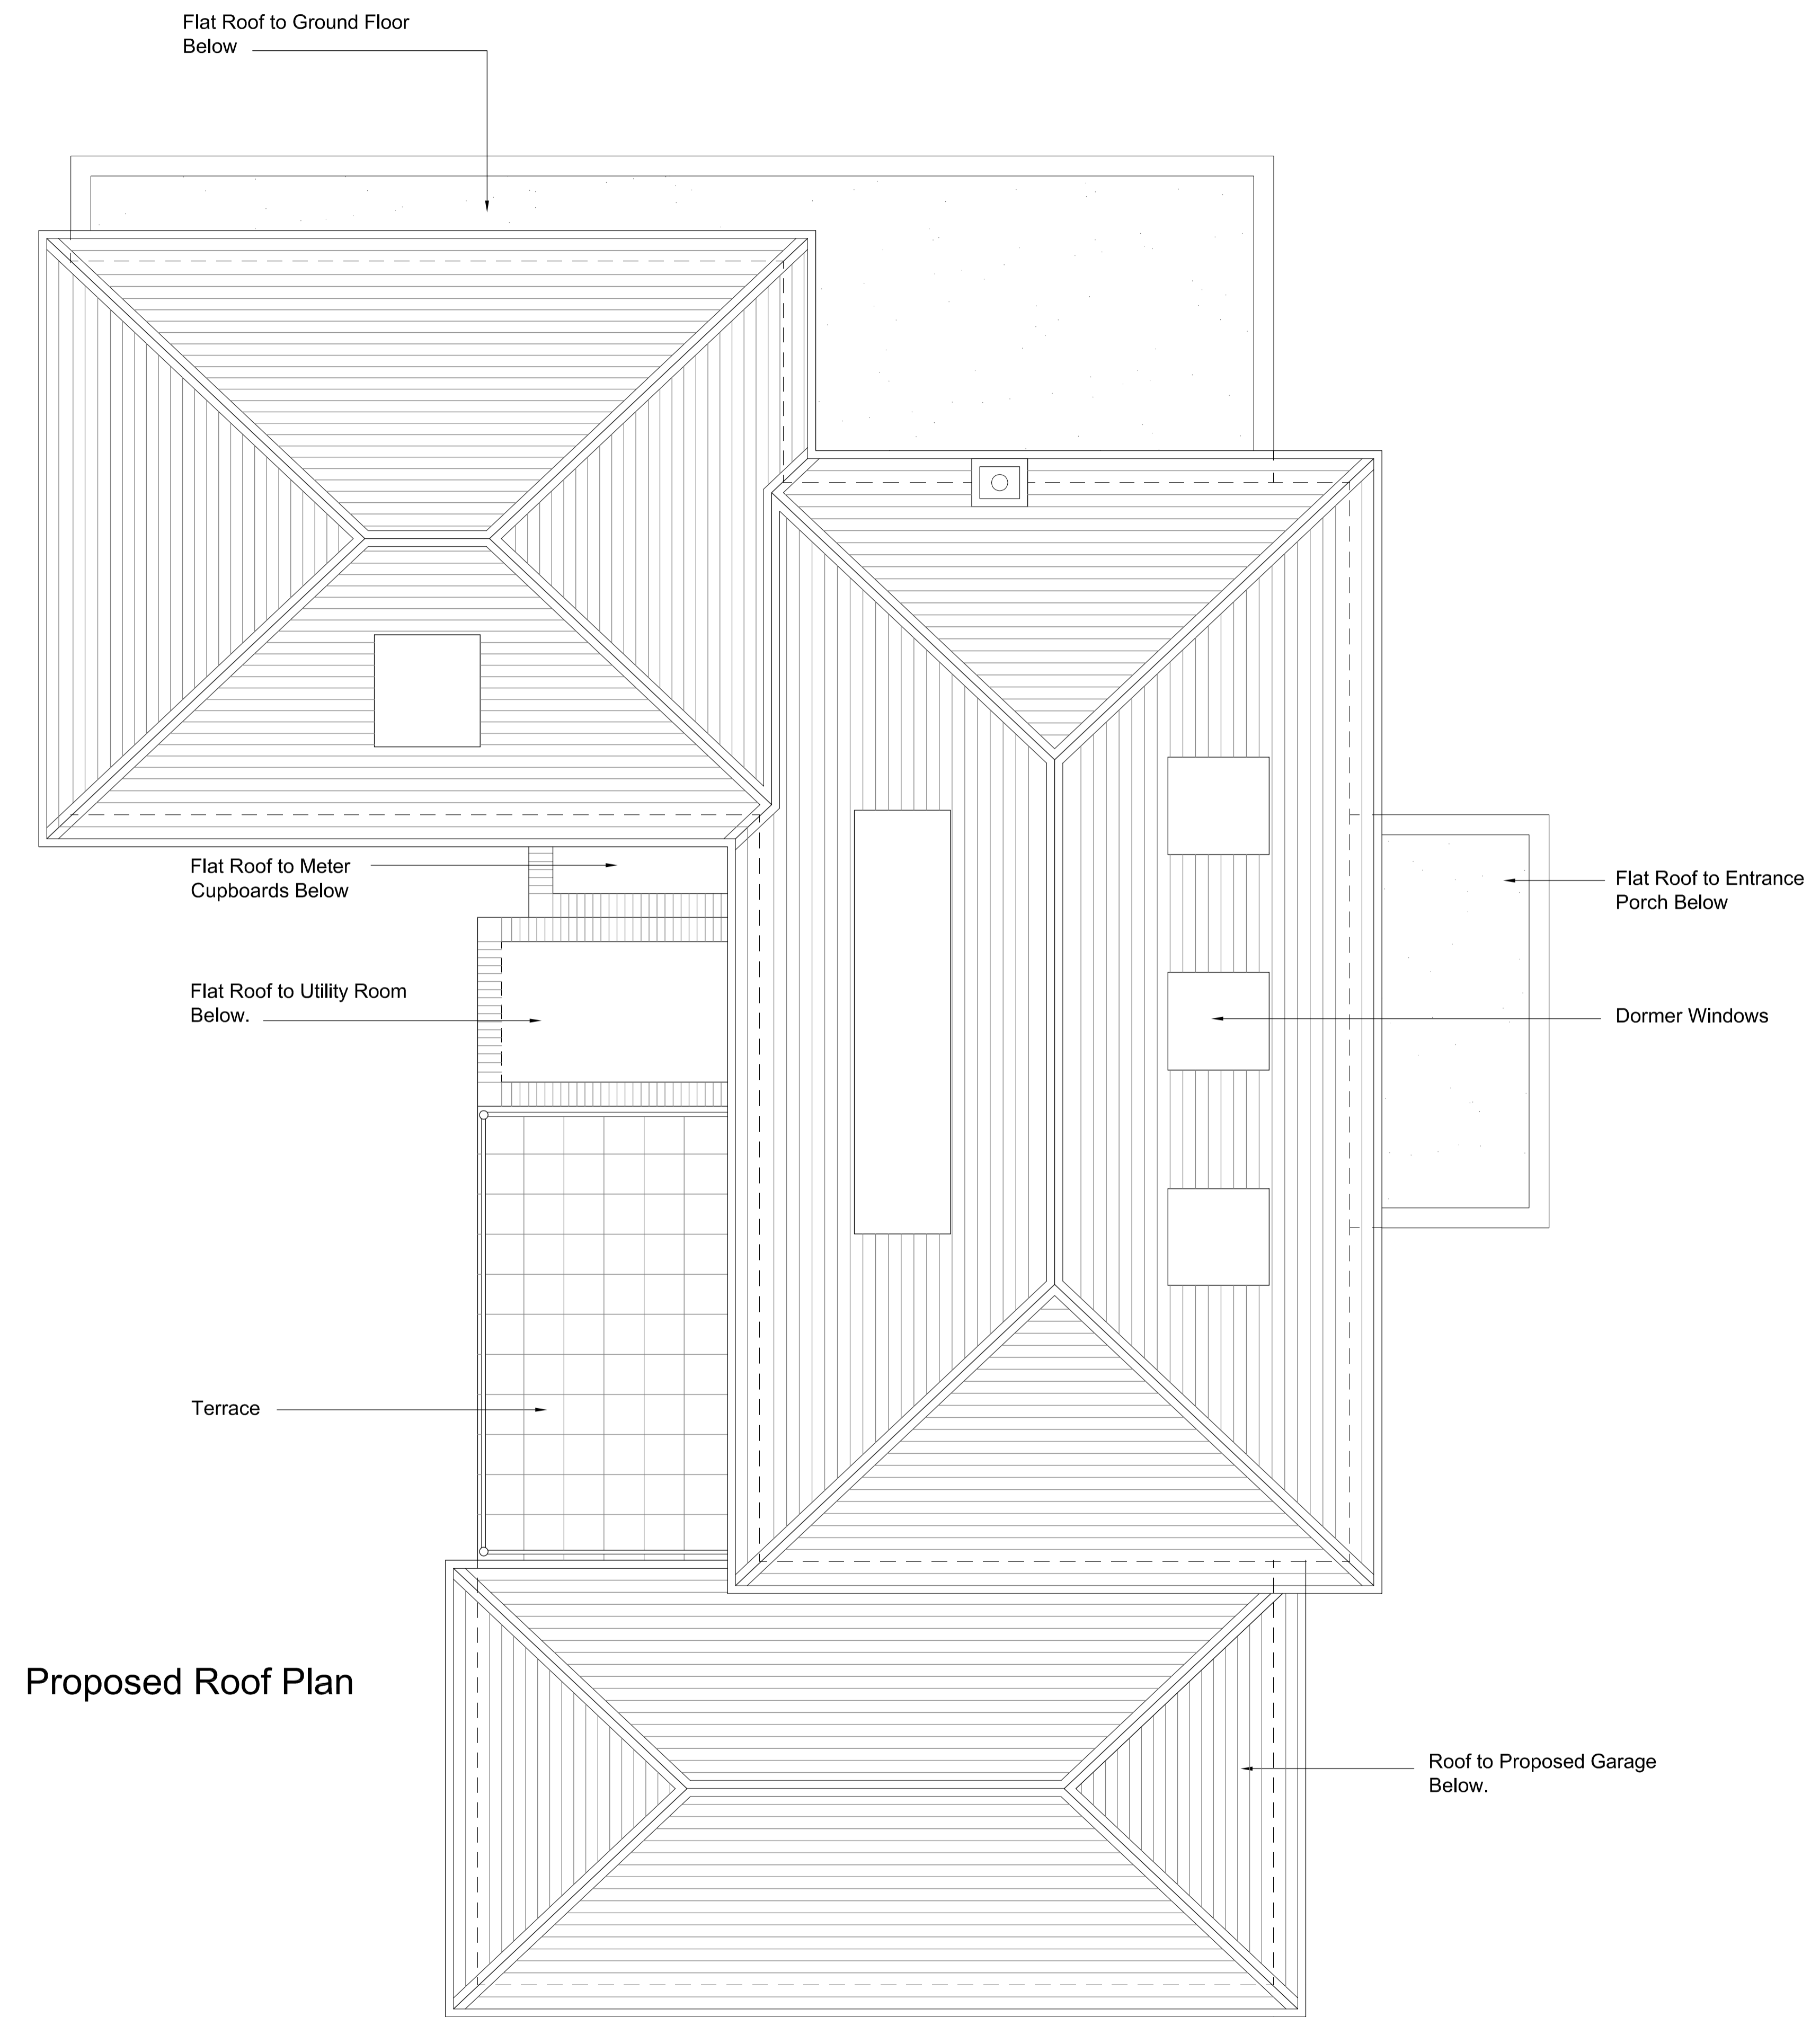 Flat Roof to Ground Floor
Below
Flat Roof to Meter
Cupboards Below
Flat Roof to Entrance
Porch Below
Flat Roof to Utility Room
Below.
Dormer Windows
Terrace
Proposed Roof Plan
Roof to Proposed Garage
Below.